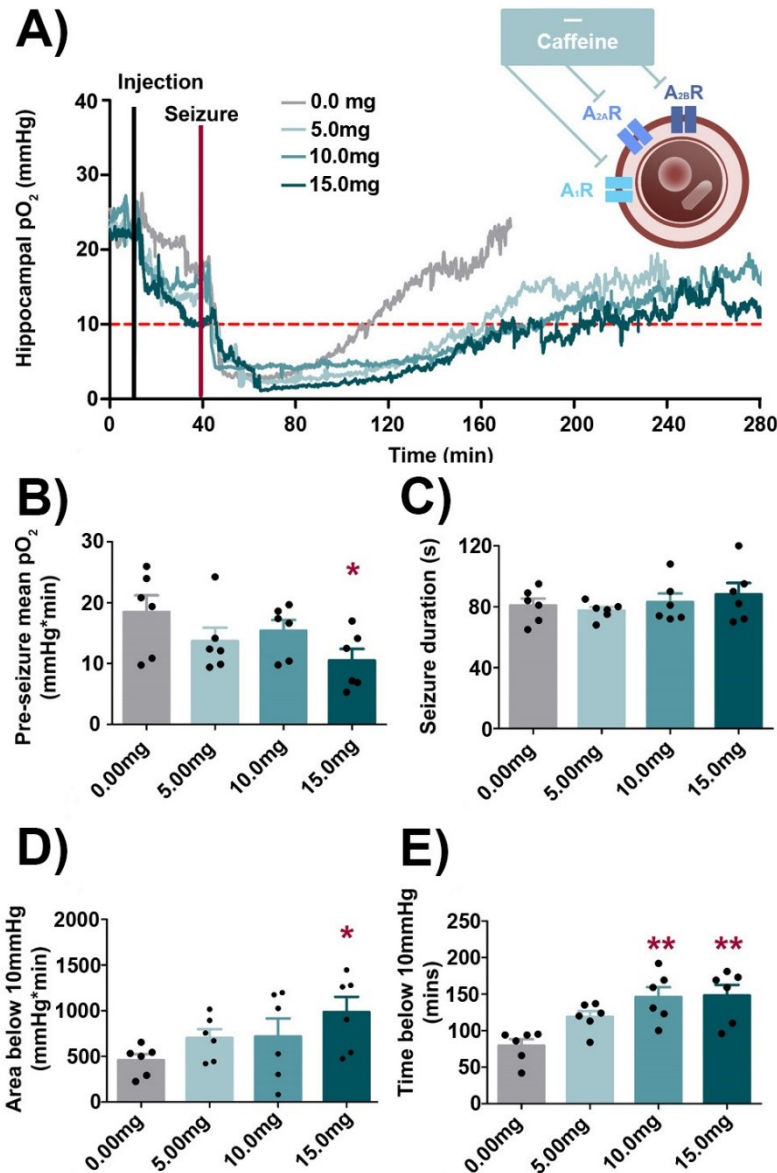 A)
Caffeine
A2AR
A2BR
A1R
Injection
Seizure
0.0 mg
5.0mg
10.0mg
15.0mg
Hippocampal pO2 (mmHg)
40
30
20
10
0
0 40 80 120 160 200 240 280
Time (min)
B)
Pre-seizure mean pO2
(mmHg*min)
30
20
10
0
*
0.00mg 5.00mg 10.0mg 15.0mg
C)
Seizure duration (s)
120
80
40
0
0.00mg 5.00mg 10.0mg 15.0mg
D)
Area below 10mmHg
(mmHg*min)
2000
1500
1000
500
0
*
0.00mg 5.00mg 10.0mg 15.0mg
E)
Time below 10mmHg
(mins)
250
200
150
100
50
0
** **
0.00mg 5.00mg 10.0mg 15.0mg